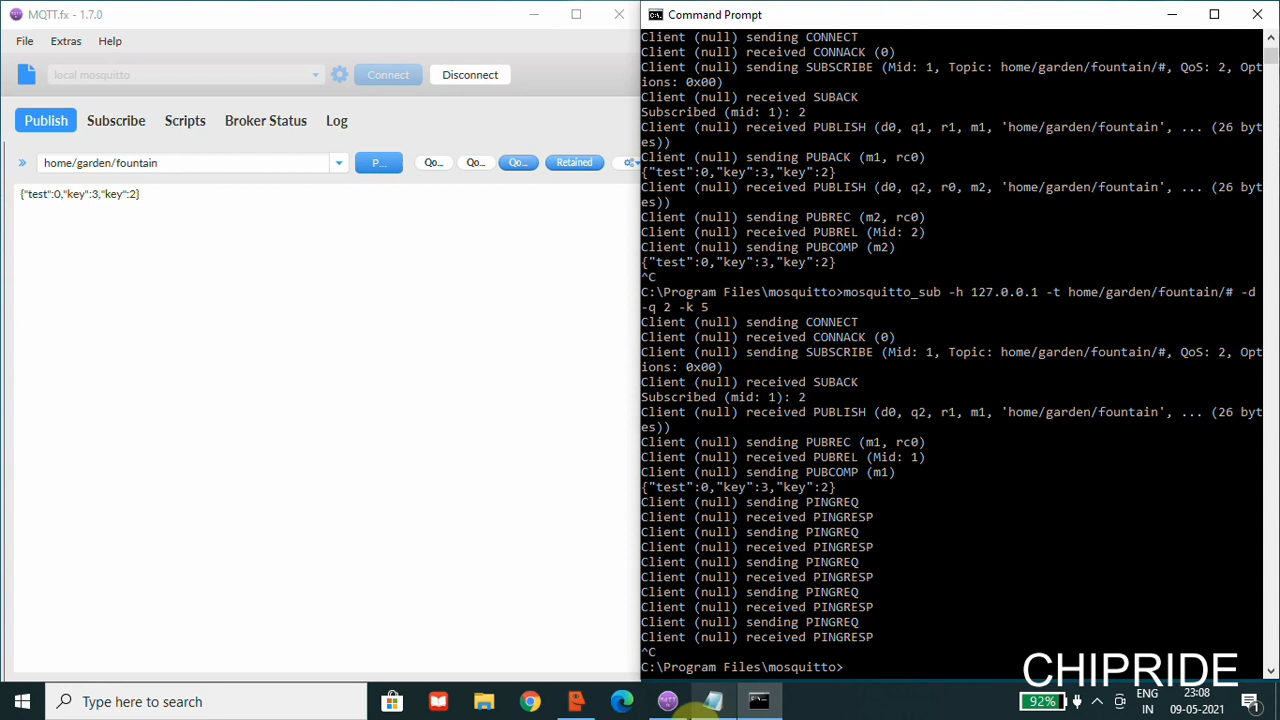 MQTT.fx - 1.7.0
File Extras Help
local mosquitto
Connect
Disconnect
Publish Subscribe Scripts Broker Status Log
home/garden/fountain
P...
Qo...
Qo...
Qo...
Retained
{"test":0,"key":3,"key":2}
Command Prompt
Client (null) sending CONNECT
Client (null) received CONNACK (0)
Client (null) sending SUBSCRIBE (Mid: 1, Topic: home/garden/fountain/#, QoS: 2, Opt
ions: 0x00)
Client (null) received SUBACK
Subscribed (mid: 1): 2
Client (null) received PUBLISH (d0, q1, r1, m1, 'home/garden/fountain', ... (26 byt
es))
Client (null) sending PUBACK (m1, rc0)
{"test":0,"key":3,"key":2}
Client (null) received PUBLISH (d0, q2, r0, m2, 'home/garden/fountain', ... (26 byt
es))
Client (null) sending PUBREC (m2, rc0)
Client (null) received PUBREL (Mid: 2)
Client (null) sending PUBCOMP (m2)
{"test":0,"key":3,"key":2}
^C
C:\Program Files\mosquitto>mosquitto_sub -h 127.0.0.1 -t home/garden/fountain/# -d
-q 2 -k 5
Client (null) sending CONNECT
Client (null) received CONNACK (0)
Client (null) sending SUBSCRIBE (Mid: 1, Topic: home/garden/fountain/#, QoS: 2, Opt
ions: 0x00)
Client (null) received SUBACK
Subscribed (mid: 1): 2
Client (null) received PUBLISH (d0, q2, r1, m1, 'home/garden/fountain', ... (26 byt
es))
Client (null) sending PUBREC (m1, rc0)
Client (null) received PUBREL (Mid: 1)
Client (null) sending PUBCOMP (m1)
{"test":0,"key":3,"key":2}
Client (null) sending PINGREQ
Client (null) received PINGRESP
Client (null) sending PINGREQ
Client (null) received PINGRESP
Client (null) sending PINGREQ
Client (null) received PINGRESP
Client (null) sending PINGREQ
Client (null) received PINGRESP
Client (null) sending PINGREQ
Client (null) received PINGRESP
^C
C:\Program Files\mosquitto>
CHIPRIDE
Type here to search
92%
ENG
IN
23:08
09-05-2021
1